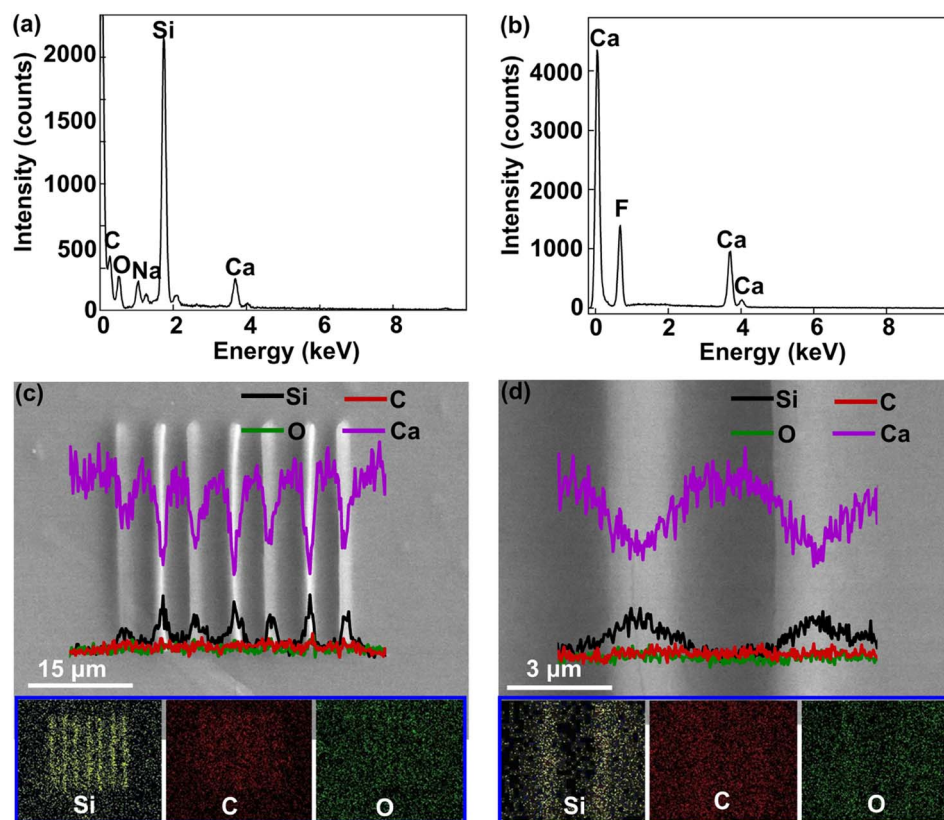 (a)
Si
2000
1500
1000
500
0
C
O
Na
Ca
0 2 4 6 8
Intensity (counts)
Energy (keV)
(b)
Ca
4000
3000
2000
1000
0
F
Ca
Ca
0 2 4 6 8
Intensity (counts)
Energy (keV)
(c)
Si C
O Ca
15 μm
Si C O
(d)
Si C
O Ca
3 μm
Si C O